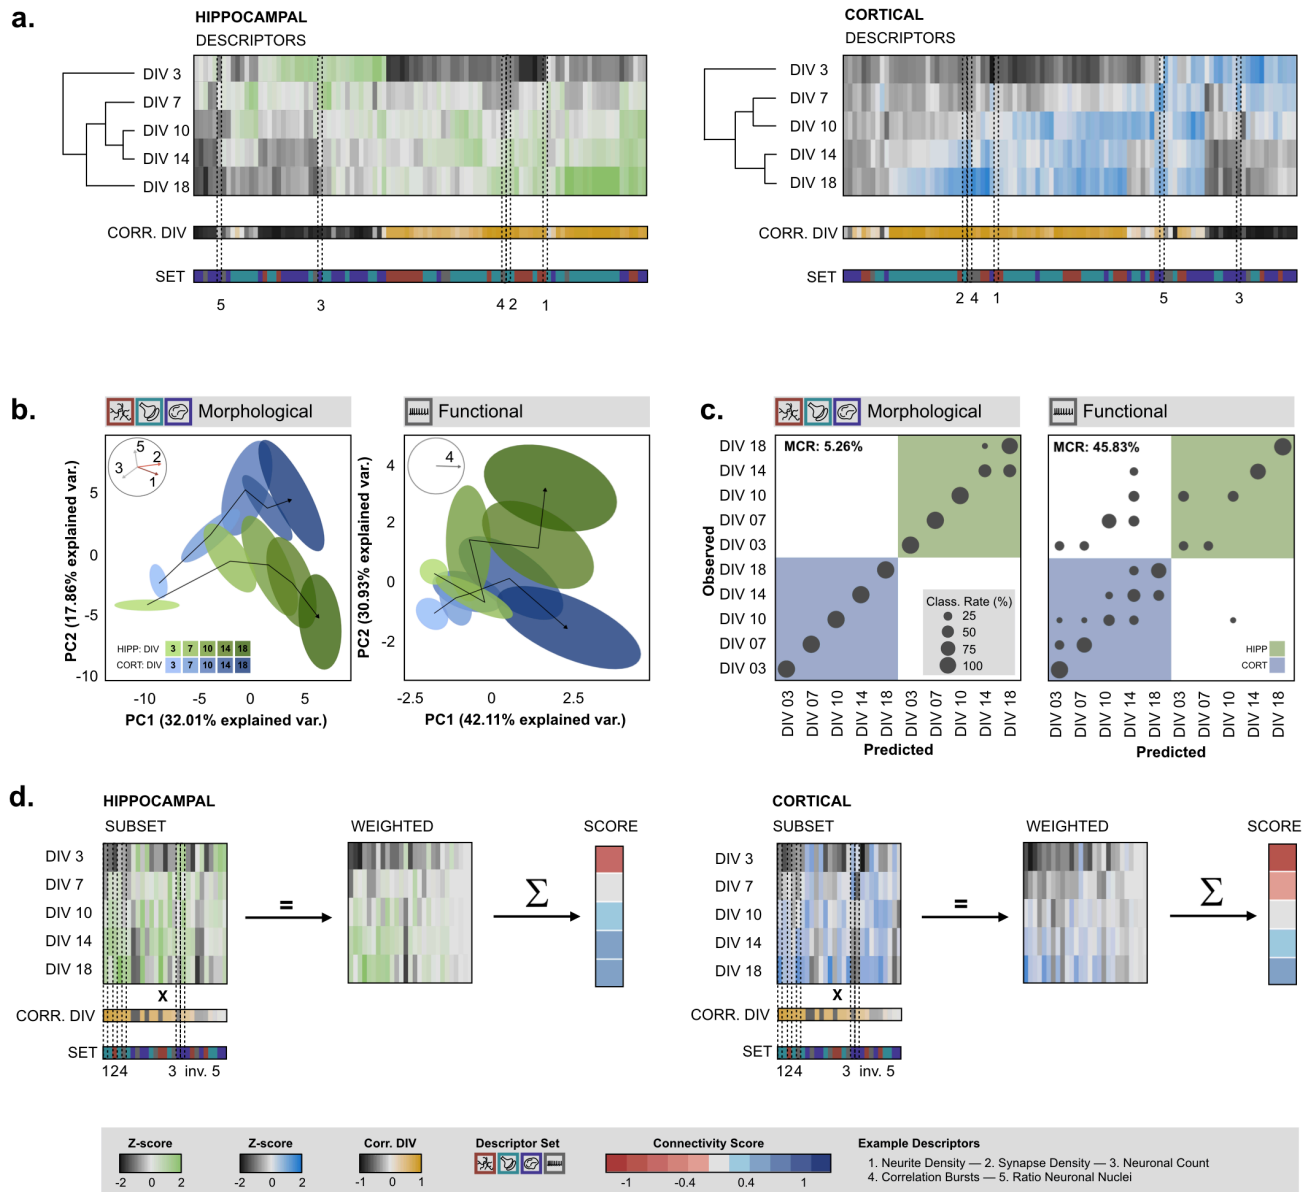 a.
HIPPOCAMPAL
DESCRIPTORS
DIV 3
DIV 7
DIV 10
DIV 14
DIV 18
CORR. DIV
SET
5 3 4 2 1
CORTICAL
DESCRIPTORS
DIV 3
DIV 7
DIV 10
DIV 14
DIV 18
CORR. DIV
SET
2 4 1 5 3
b.
Morphological
5
3 2
1
PC2 (17.86% explained var.)
5
0
-5
-10
HIPP: DIV 3 7 10 14 18
CORT: DIV 3 7 10 14 18
-10 -5 0 5
PC1 (32.01% explained var.)
Functional
4
PC2 (30.93% explained var.)
4
2
0
-2
-2.5 0 2.5
PC1 (42.11% explained var.)
c.
Morphological
MCR: 5.26%
Observed
DIV 18
DIV 14
DIV 10
DIV 07
DIV 03
DIV 18
DIV 14
DIV 10
DIV 07
DIV 03
Class. Rate (%)
25
50
75
100
DIV 03 DIV 07 DIV 10 DIV 14 DIV 18 DIV 03 DIV 07 DIV 10 DIV 14 DIV 18
Predicted
Functional
MCR: 45.83%
HIPP
CORT
DIV 03 DIV 07 DIV 10 DIV 14 DIV 18 DIV 03 DIV 07 DIV 10 DIV 14 DIV 18
Predicted
d.
HIPPOCAMPAL
SUBSET WEIGHTED SCORE
DIV 3
DIV 7
DIV 10
DIV 14
DIV 18
= Σ
x
CORR. DIV
SET
124 3 inv. 5
CORTICAL
SUBSET WEIGHTED SCORE
DIV 3
DIV 7
DIV 10
DIV 14
DIV 18
= Σ
x
CORR. DIV
SET
124 3 inv. 5
Z-score
-2 0 2
Z-score
-2 0 2
Corr. DIV
-1 0 1
Descriptor Set
Connectivity Score
-1 -0.4 0.4 1
Example Descriptors
1. Neurite Density — 2. Synapse Density — 3. Neuronal Count
4. Correlation Bursts — 5. Ratio Neuronal Nuclei